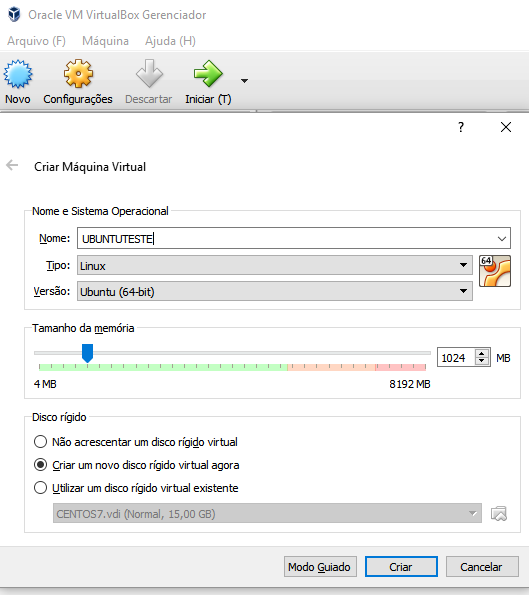 Oracle VM VirtualBox Gerenciador
Arquivo (F) Máquina Ajuda (H)
Novo Configurações Descartar Iniciar (T)
?
Criar Máquina Virtual
Nome e Sistema Operacional
Nome: UBUNTUTESTE
Tipo: Linux
64
Versão: Ubuntu (64-bit)
Tamanho da memória
1024 MB
4 MB 8192 MB
Disco rígido
Não acrescentar um disco rígido virtual
Criar um novo disco rígido virtual agora
Utilizar um disco rígido virtual existente
CENTOS7.vdi (Normal, 15,00 GB)
Modo Guiado Criar Cancelar